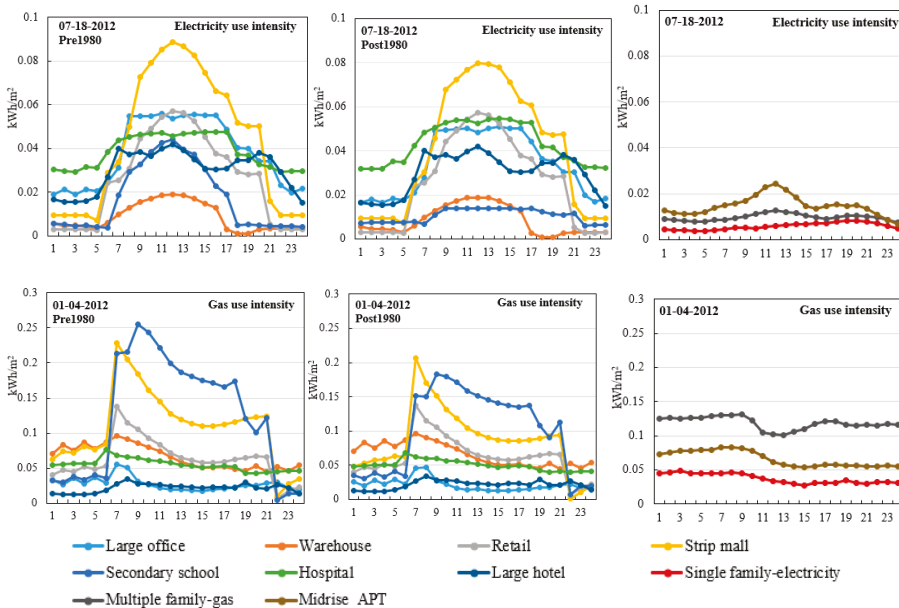 07-18-2012 Electricity use intensity
Pre1980
kWh/m²
0.1
0.08
0.06
0.04
0.02
0
1 3 5 7 9 11 13 15 17 19 21 23
07-18-2012 Electricity use intensity
Post1980
kWh/m²
0.1
0.08
0.06
0.04
0.02
0
1 3 5 7 9 11 13 15 17 19 21 23
07-18-2012 Electricity use intensity
kWh/m²
0.1
0.08
0.06
0.04
0.02
0
1 3 5 7 9 11 13 15 17 19 21 23
01-04-2012 Gas use intensity
Pre1980
kWh/m²
0.3
0.25
0.2
0.15
0.1
0.05
0
1 3 5 7 9 11 13 15 17 19 21 23
01-04-2012 Gas use intensity
Post1980
kWh/m²
0.3
0.25
0.2
0.15
0.1
0.05
0
1 3 5 7 9 11 13 15 17 19 21 23
01-04-2012 Gas use intensity
kWh/m²
0.3
0.25
0.2
0.15
0.1
0.05
0
1 3 5 7 9 11 13 15 17 19 21 23
Large office Warehouse Retail Strip mall
Secondary school Hospital Large hotel Single family-electricity
Multiple family-gas Midrise APT